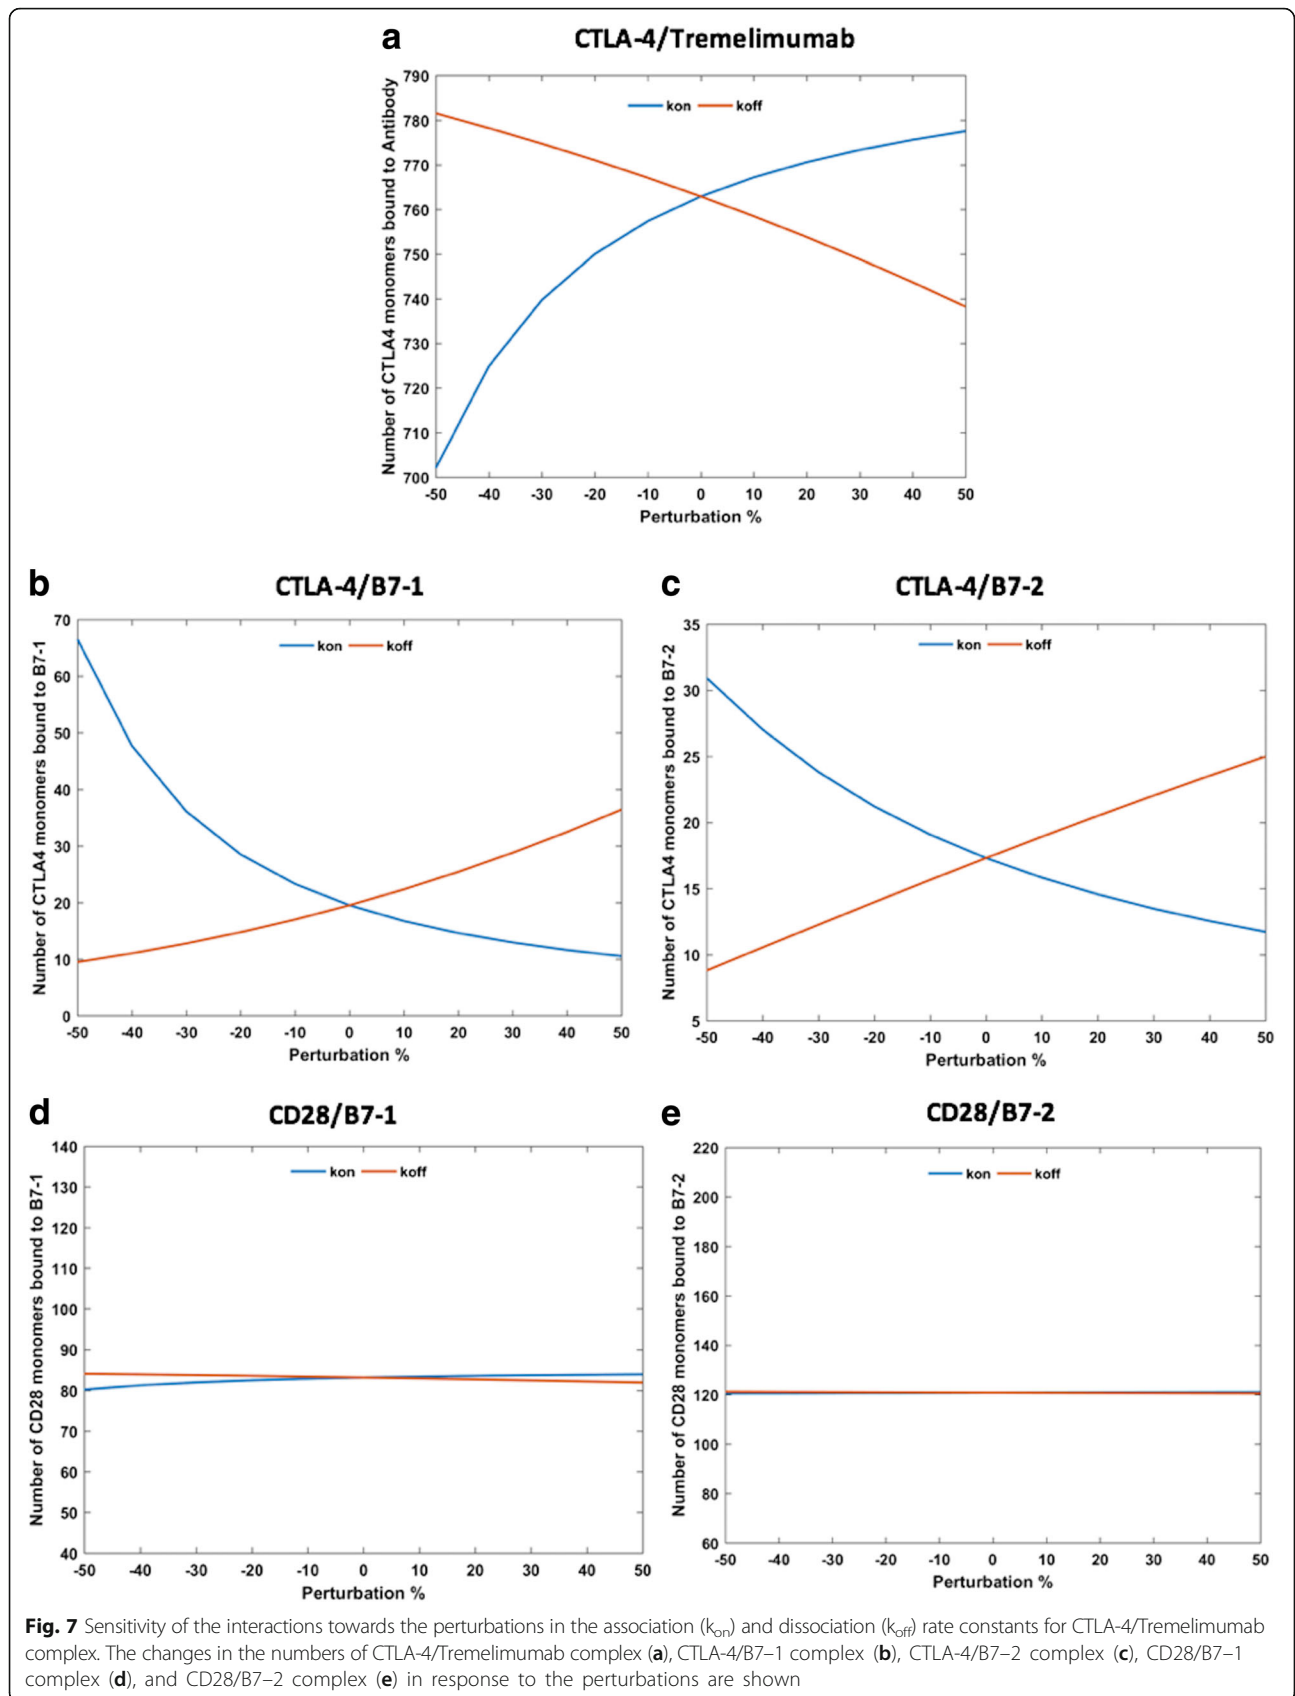 a
CTLA-4/Tremelimumab
Number of CTLA4 monomers bound to Antibody
790
780
770
760
750
740
730
720
710
700
kon koff
-50 -40 -30 -20 -10 0 10 20 30 40 50
Perturbation %
b
CTLA-4/B7-1
Number of CTLA4 monomers bound to B7-1
70
60
50
40
30
20
10
0
kon koff
-50 -40 -30 -20 -10 0 10 20 30 40 50
Perturbation %
c
CTLA-4/B7-2
Number of CTLA4 monomers bound to B7-2
35
30
25
20
15
10
5
kon koff
-50 -40 -30 -20 -10 0 10 20 30 40 50
Perturbation %
d
CD28/B7-1
Number of CD28 monomers bound to B7-1
140
130
120
110
100
90
80
70
60
50
40
kon koff
-50 -40 -30 -20 -10 0 10 20 30 40 50
Perturbation %
e
CD28/B7-2
Number of CD28 monomers bound to B7-2
220
200
180
160
140
120
100
80
60
kon koff
-50 -40 -30 -20 -10 0 10 20 30 40 50
Perturbation %
Fig. 7 Sensitivity of the interactions towards the perturbations in the association (kon) and dissociation (koff) rate constants for CTLA-4/Tremelimumab
complex. The changes in the numbers of CTLA-4/Tremelimumab complex (a), CTLA-4/B7–1 complex (b), CTLA-4/B7–2 complex (c), CD28/B7–1
complex (d), and CD28/B7–2 complex (e) in response to the perturbations are shown